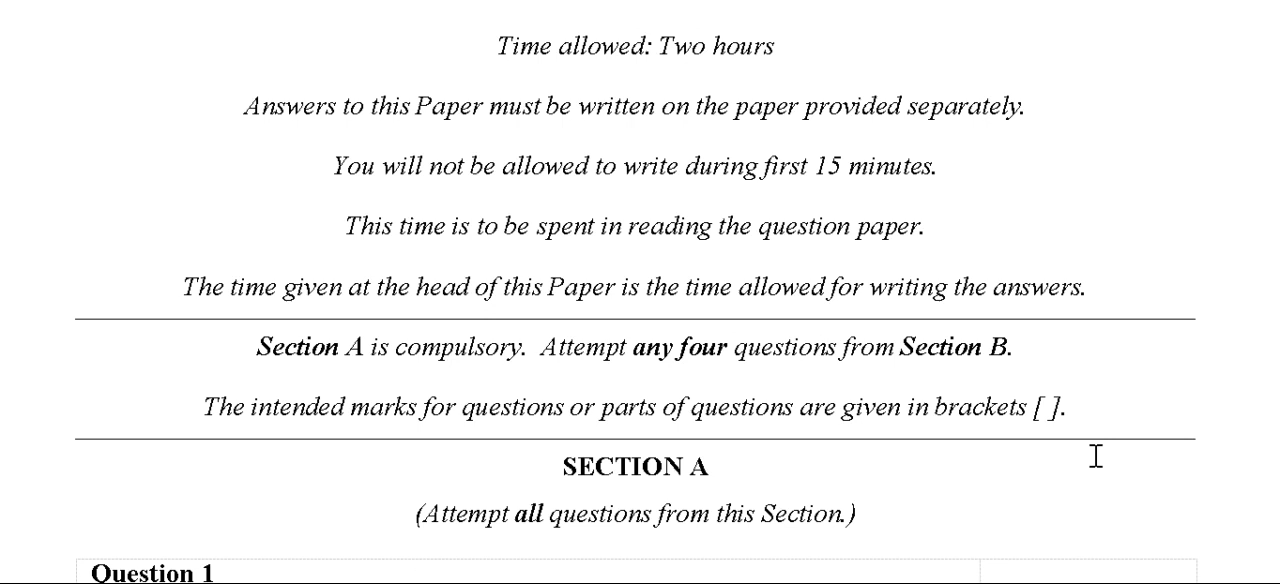 Time allowed: Two hours
Answers to this Paper must be written on the paper provided separately.
You will not be allowed to write during first 15 minutes.
This time is to be spent in reading the question paper.
The time given at the head of this Paper is the time allowed for writing the answers.
Section A is compulsory. Attempt any four questions from Section B.
The intended marks for questions or parts of questions are given in brackets [ ].
SECTION A
(Attempt all questions from this Section.)
Question 1